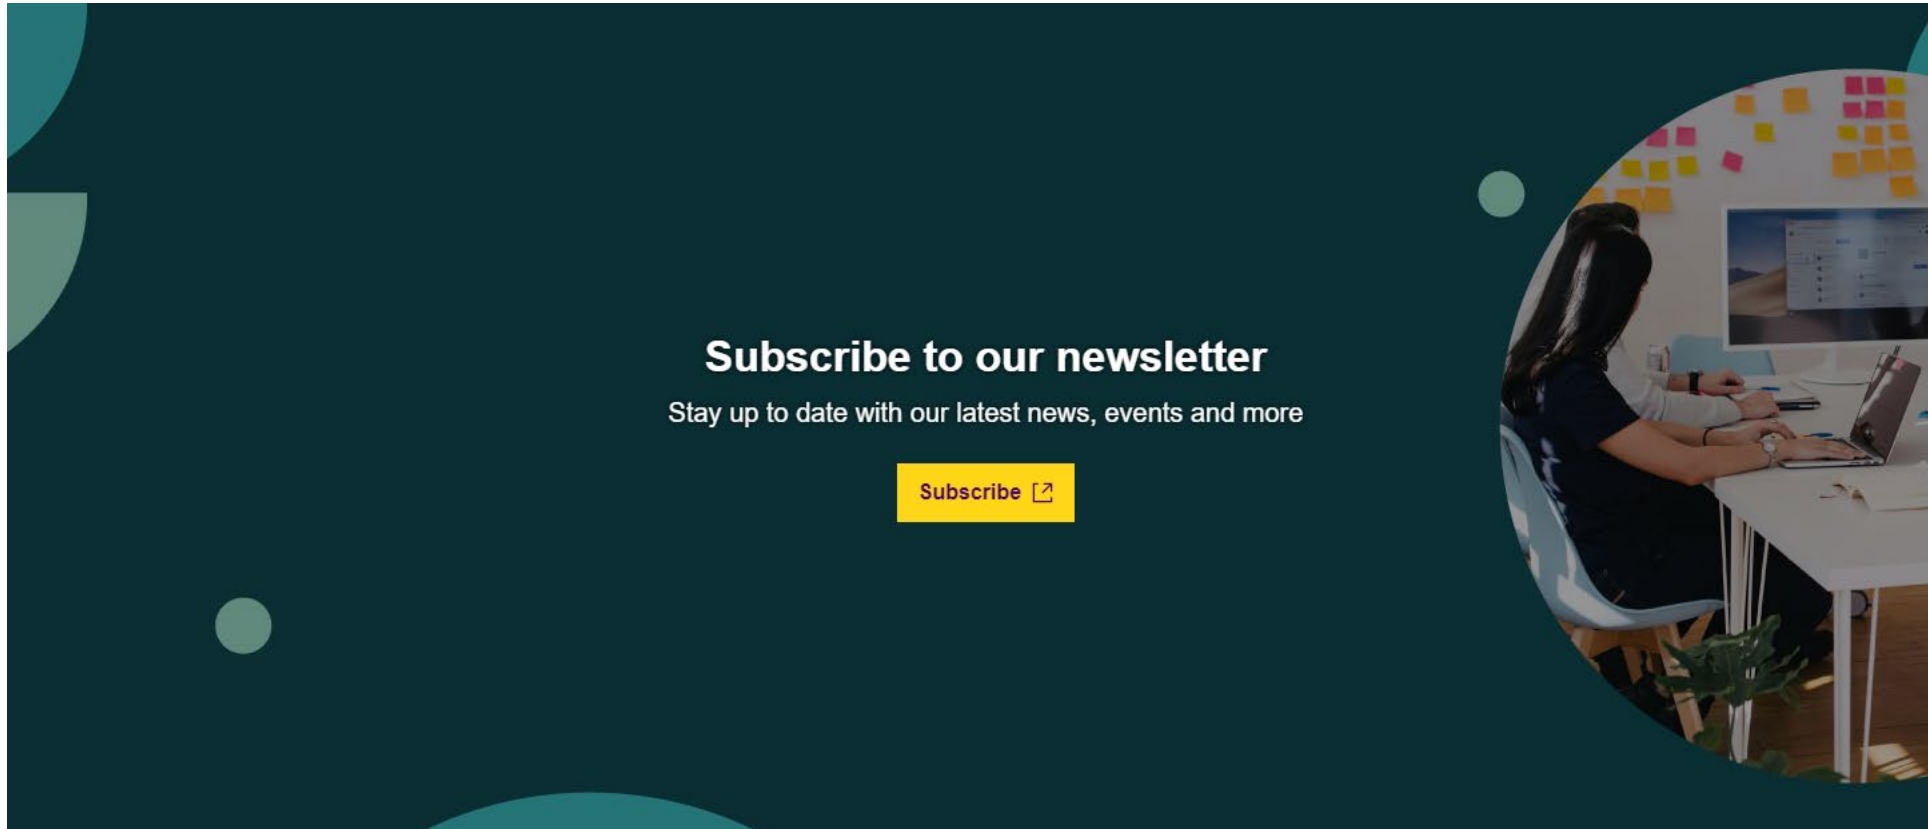 Subscribe to our newsletter
Stay up to date with our latest news, events and more
Subscribe